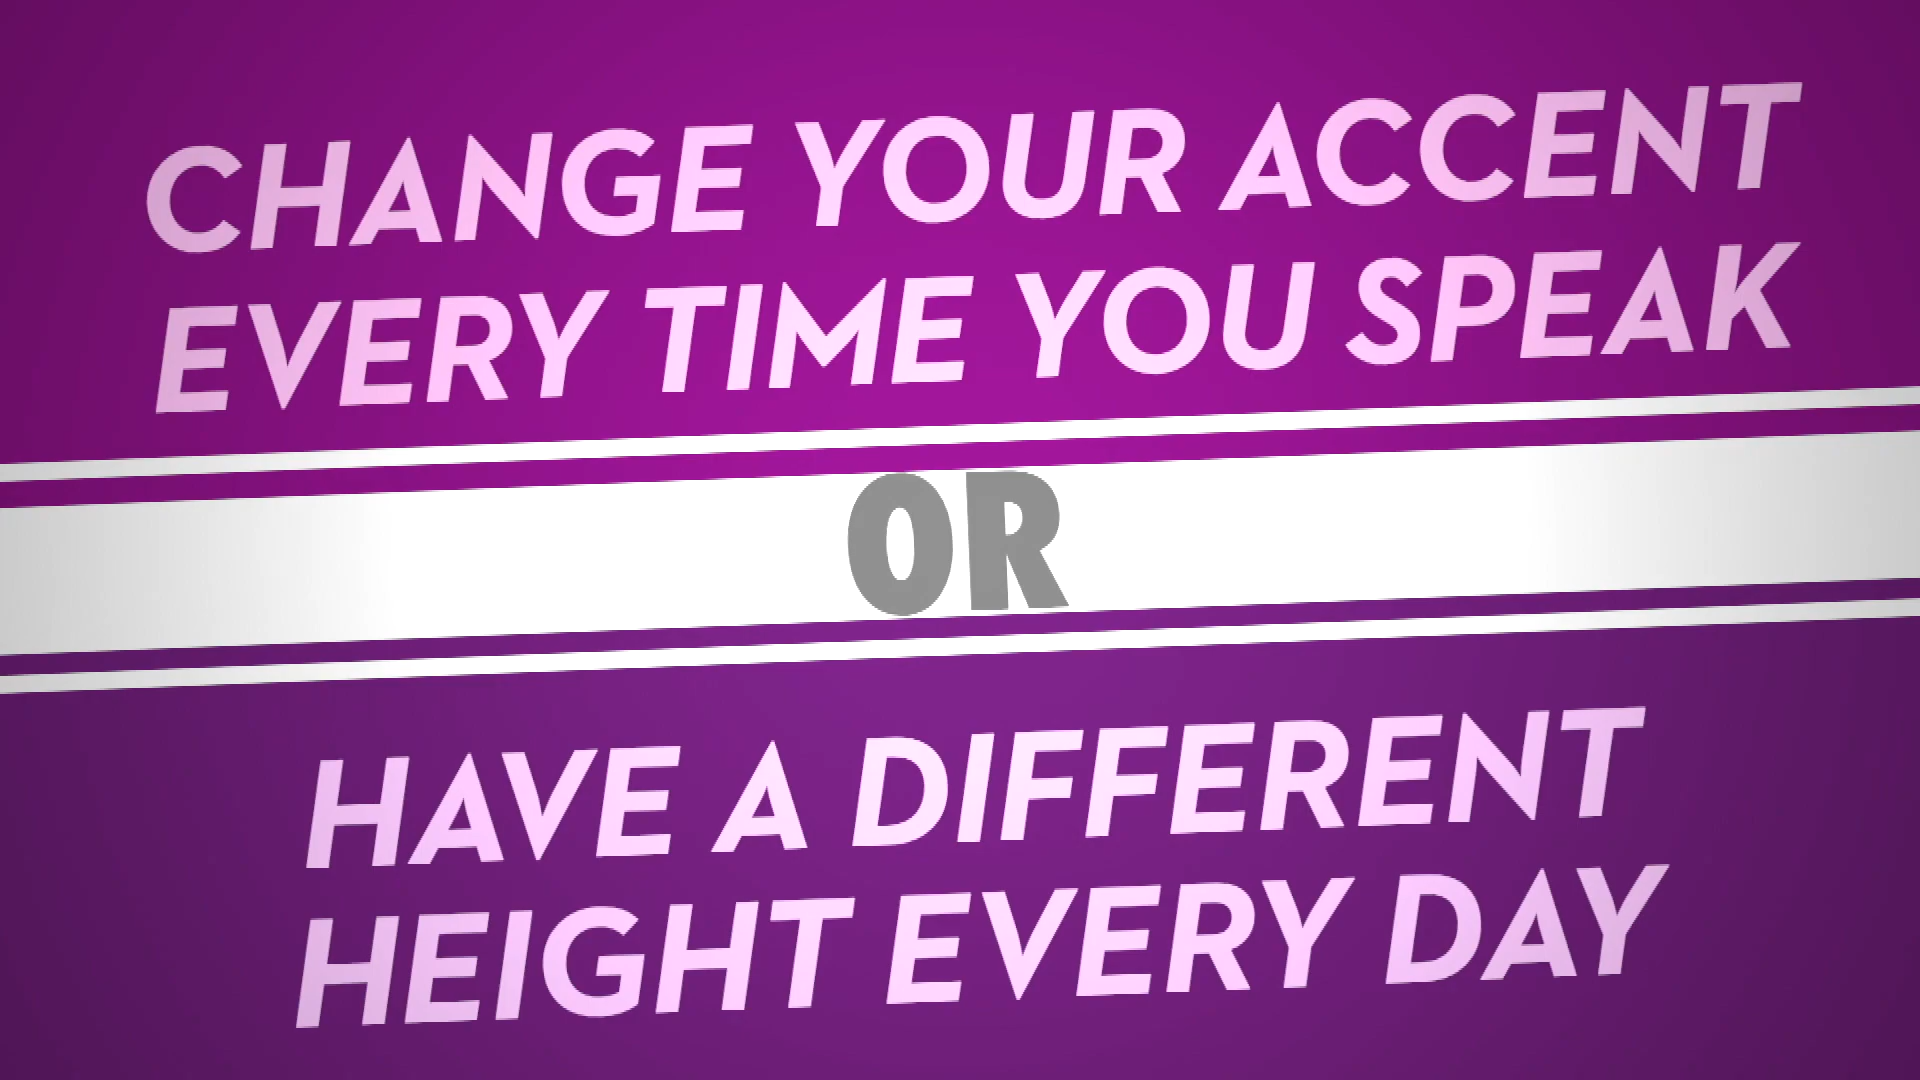 CHANGE YOUR ACCENT
EVERY TIME YOU SPEAK
OR
HAVE A DIFFERENT
HEIGHT EVERY DAY